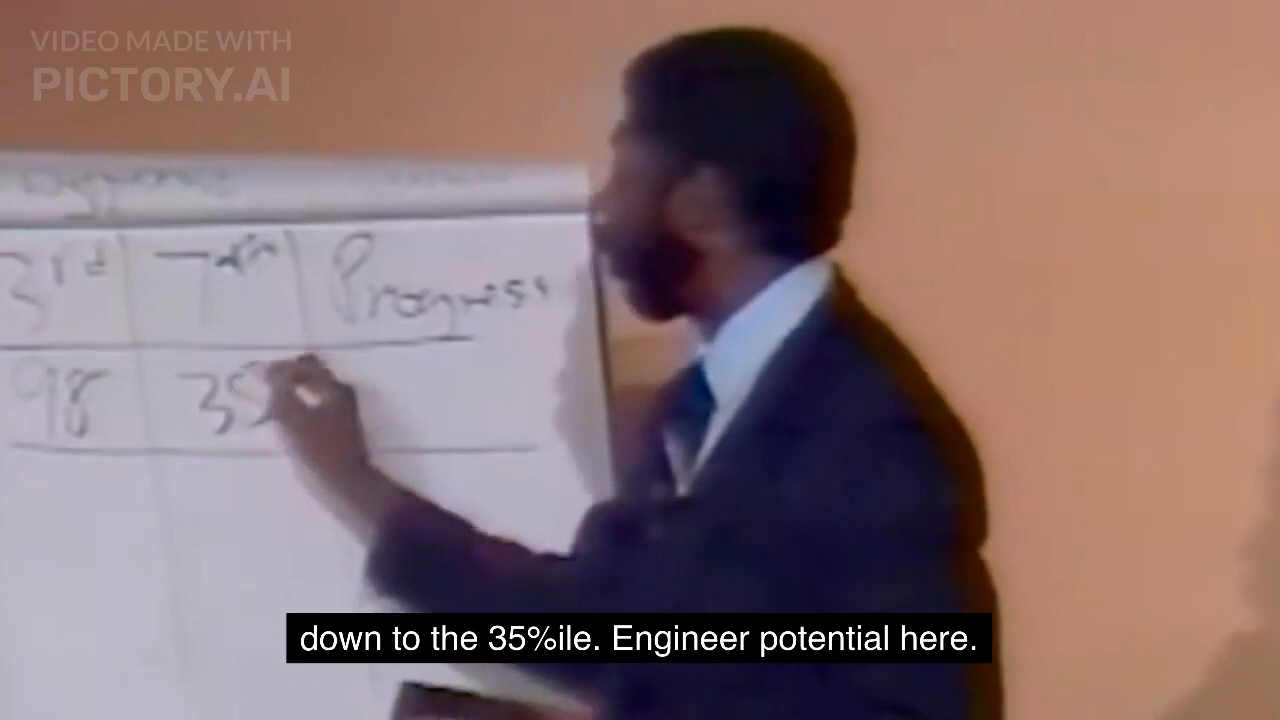 VIDEO MADE WITH
PICTORY.AI
3rd 7th Progress
98 35
down to the 35%ile. Engineer potential here.